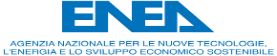 ENEA
AGENZIA NAZIONALE PER LE NUOVE TECNOLOGIE,
L'ENERGIA E LO SVILUPPO ECONOMICO SOSTENIBILE